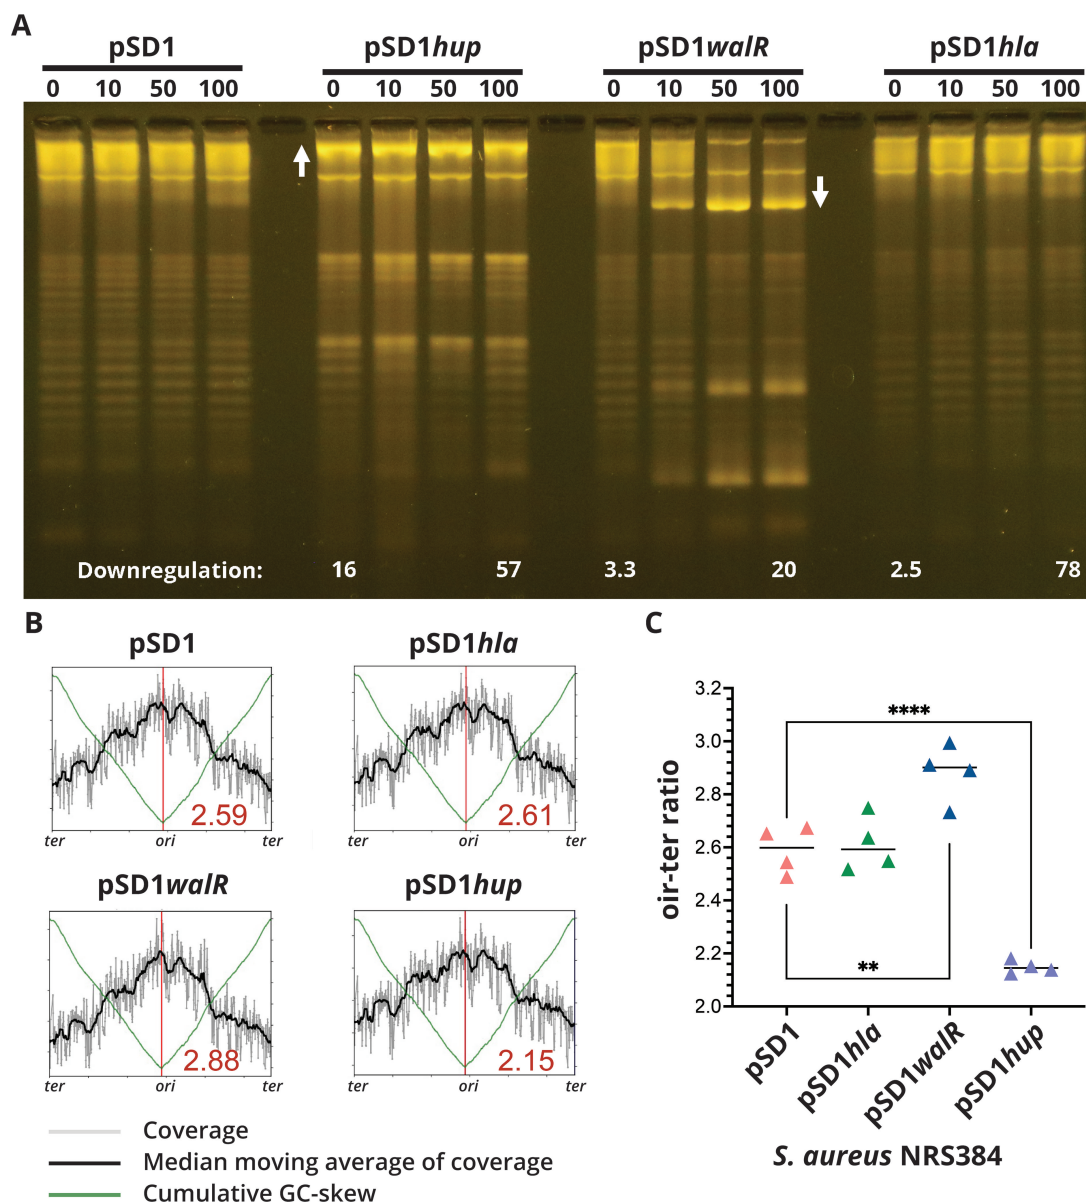 A
pSD1 pSD1hup pSD1walR pSD1hla
0 10 50 100 0 10 50 100 0 10 50 100 0 10 50 100
Downregulation: 16 57 3.3 20 2.5 78
B
pSD1 pSD1hla
2.59 2.61
ter ori ter ter ori ter
pSD1walR pSD1hup
2.88 2.15
ter ori ter ter ori ter
Coverage
Median moving average of coverage
Cumulative GC-skew
C
oir-ter ratio
3.2
3.0
2.8
2.6
2.4
2.2
2.0
****
**
pSD1
pSD1hla
pSD1walR
pSD1hup
S. aureus NRS384